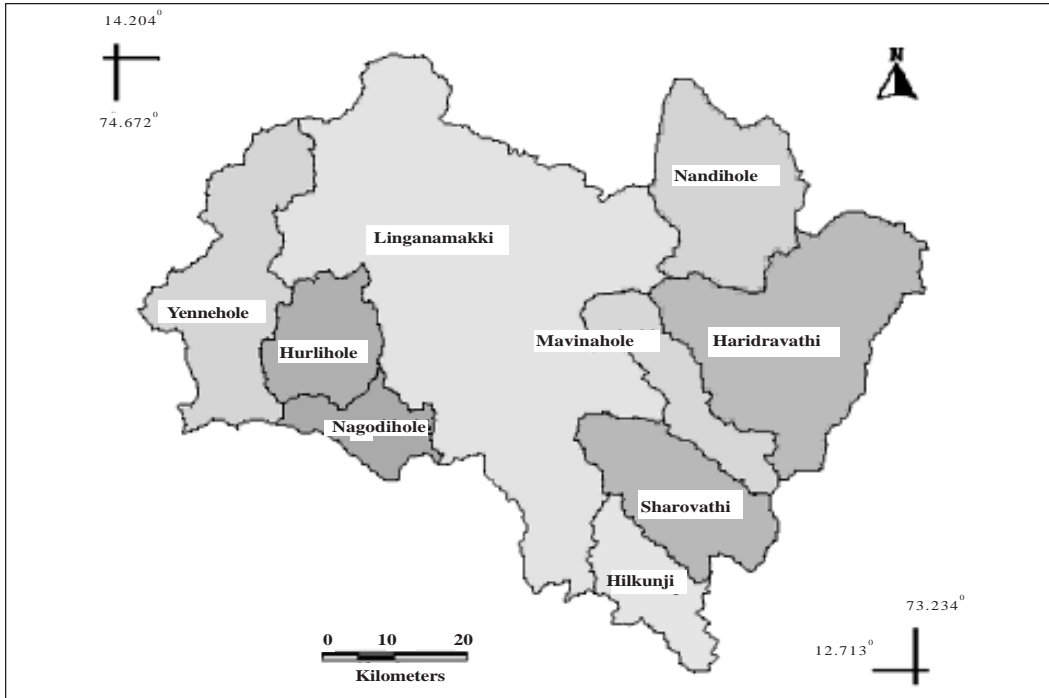 14.204°
74.672°
N
Nandihole
Linganamakki
Yennehole
Mavinahole
Haridravathi
Hurlihole
Nagodihole
Sharovathi
Hilkunji
73.234°
12.713°
0 10 20
Kilometers